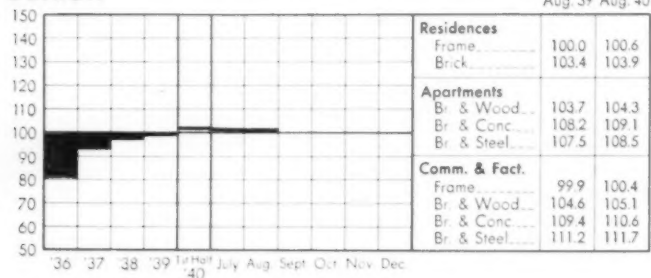 Aug. 39 Aug. 40
150
140
130
120
110
100
90
80
70
60
50
'36 '37 '38 '39 1st Half '40 July Aug. Sept. Oct. Nov. Dec.
Residences
Frame 100.0 100.6
Brick 103.4 103.9
Apartments
Br. & Wood 103.7 104.3
Br. & Conc. 108.2 109.1
Br. & Steel 107.5 108.5
Comm. & Fact.
Frame 99.9 100.4
Br. & Wood 104.6 105.1
Br. & Conc. 109.4 110.6
Br. & Steel 111.2 111.7